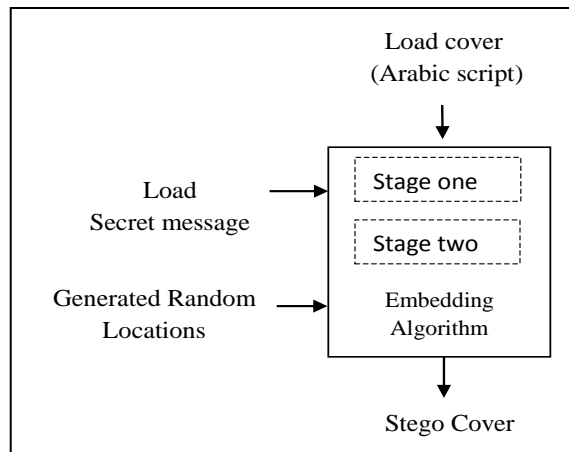 Load cover
(Arabic script)
Stage one
Load
Secret message
Stage two
Generated Random
Locations
Embedding
Algorithm
Stego Cover